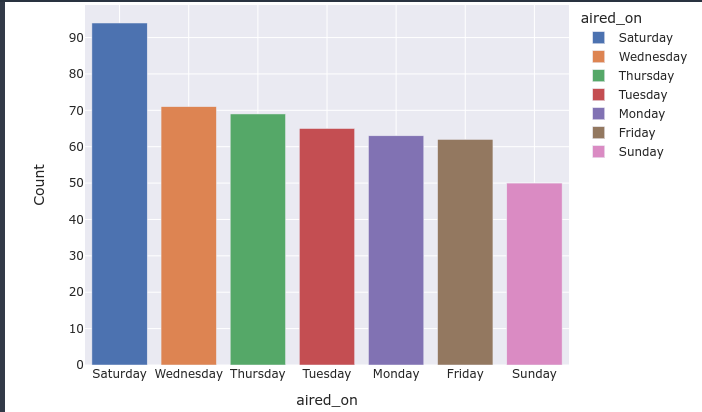 aired_on
Saturday
Wednesday
Thursday
Tuesday
Monday
Friday
Sunday
Count
90
80
70
60
50
40
30
20
10
0
Saturday Wednesday Thursday Tuesday Monday Friday Sunday
aired_on